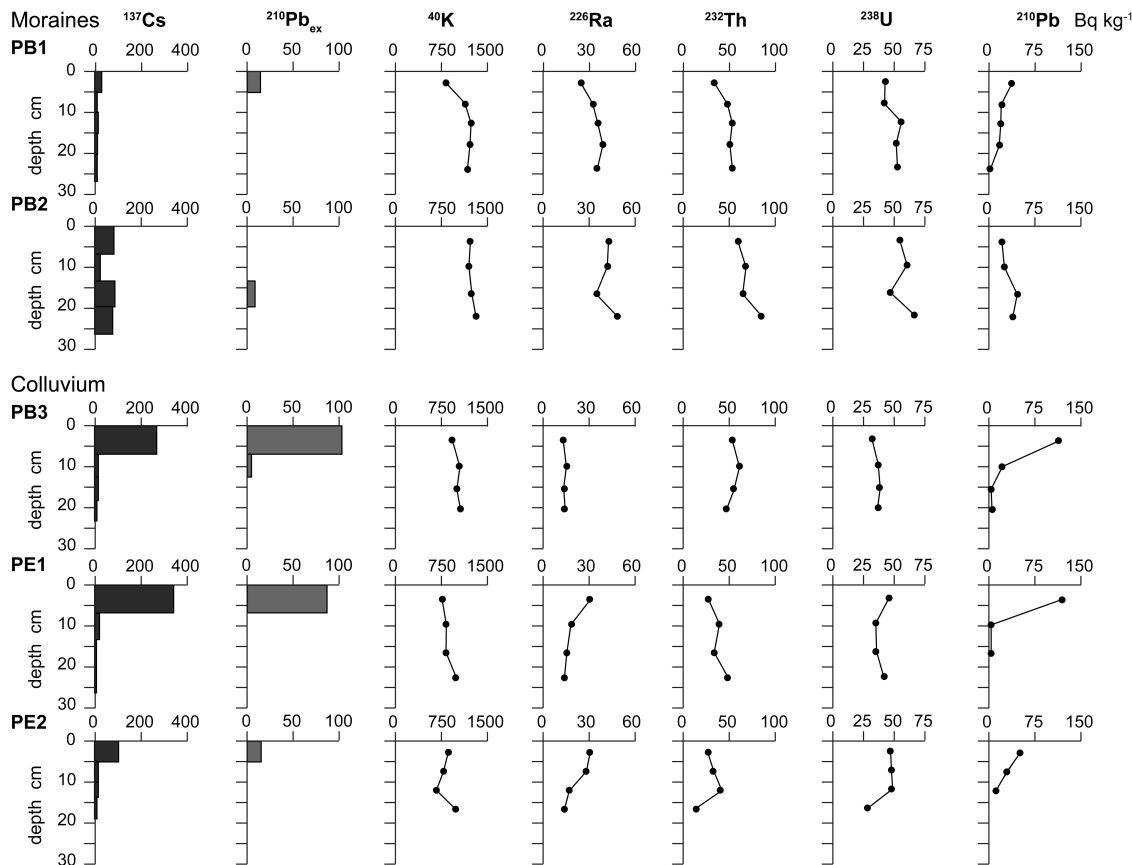 Moraines ¹³⁷Cs ²¹⁰Pbₑₓ ⁴⁰K ²²⁶Ra ²³²Th ²³⁸U ²¹⁰Pb Bq kg⁻¹
PB1
0 200 400 0 50 100 0 750 1500 0 30 60 0 50 100 0 25 50 75 0 75 150
0
10
20
30
depth cm
PB2
0 200 400 0 50 100 0 750 1500 0 30 60 0 50 100 0 25 50 75 0 75 150
0
10
20
30
depth cm
Colluvium
PB3
0 200 400 0 50 100 0 750 1500 0 30 60 0 50 100 0 25 50 75 0 75 150
0
10
20
30
depth cm
PE1
0 200 400 0 50 100 0 750 1500 0 30 60 0 50 100 0 25 50 75 0 75 150
0
10
20
30
depth cm
PE2
0 200 400 0 50 100 0 750 1500 0 30 60 0 50 100 0 25 50 75 0 75 150
0
10
20
30
depth cm